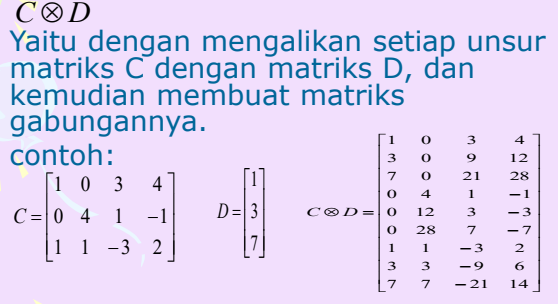 C ⊗ D
Yaitu dengan mengalikan setiap unsur
matriks C dengan matriks D, dan
kemudian membuat matriks
gabungannya.
contoh:
C = [1 0 3 4
0 4 1 −1
1 1 −3 2]
D = [1
3
7]
C ⊗ D = [1 0 3 4
3 0 9 12
7 0 21 28
0 4 1 −1
0 12 3 −3
0 28 7 −7
1 1 −3 2
3 3 −9 6
7 7 −21 14]